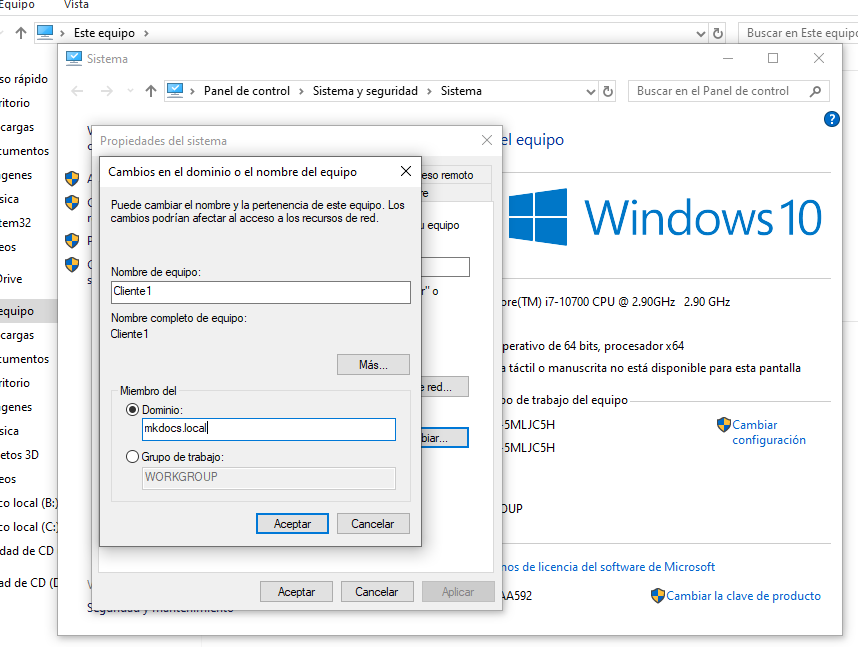 Equipo
Vista
Este equipo
Buscar en Este equipo
so rápido
ritorio
cargas
cumentos
ágenes
sica
tem32
eos
Drive
equipo
cargas
cumentos
ritorio
ágenes
sica
etos 3D
eos
co local (B:)
co local (C:)
dad de CD
ad de CD (D
Sistema
Panel de control > Sistema y seguridad > Sistema
Buscar en el Panel de control
el equipo
Windows 10
ore(TM) i7-10700 CPU @ 2.90GHz 2.90 GHz
perativo de 64 bits, procesador x64
a táctil o manuscrita no está disponible para esta pantalla
po de trabajo del equipo
-5MLJC5H
Cambiar
configuración
-5MLJC5H
OUP
nos de licencia del software de Microsoft
AA592
Cambiar la clave de producto
Seguridad y mantenimiento
Propiedades del sistema
eso remoto
re
u equipo
r" o
e red...
biar...
Aceptar
Cancelar
Aplicar
Cambios en el dominio o el nombre del equipo
Puede cambiar el nombre y la pertenencia de este equipo. Los
cambios podrían afectar al acceso a los recursos de red.
Nombre de equipo:
Cliente1
Nombre completo de equipo:
Cliente1
Más...
Miembro del
Dominio:
mkdocs.local
Grupo de trabajo:
WORKGROUP
Aceptar
Cancelar